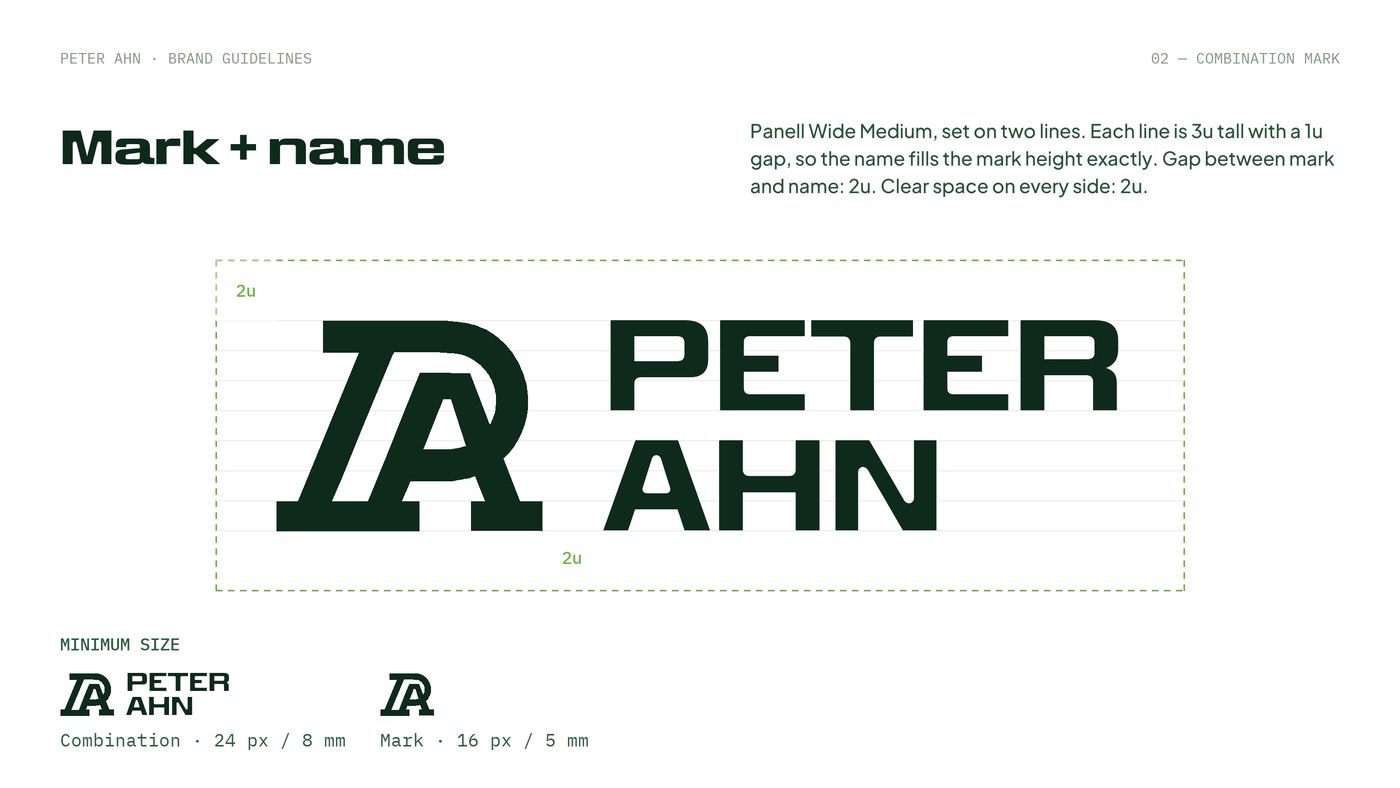 PETER AHN · BRAND GUIDELINES
02 — COMBINATION MARK
Mark + name
Panell Wide Medium, set on two lines. Each line is 3u tall with a 1u
gap, so the name fills the mark height exactly. Gap between mark
and name: 2u. Clear space on every side: 2u.
2u
PA
PETER
AHN
2u
MINIMUM SIZE
PA
PETER
AHN
PA
Combination · 24 px / 8 mm
Mark · 16 px / 5 mm